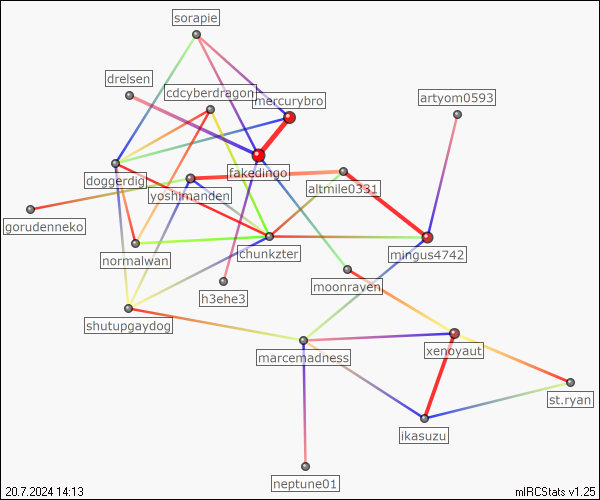 sorapie
drelsen
cdcyberdragon
mercurybro
artyom0593
doggerdig
fakedingo
yoshimanden
altmile0331
gorudenneko
normalwan
chunkzter
mingus4742
h3ehe3
moonraven
shutupgaydog
marcemadness
xenoyaut
st.ryan
ikasuzu
neptune01
20.7.2024 14:13
mIRCStats v1.25